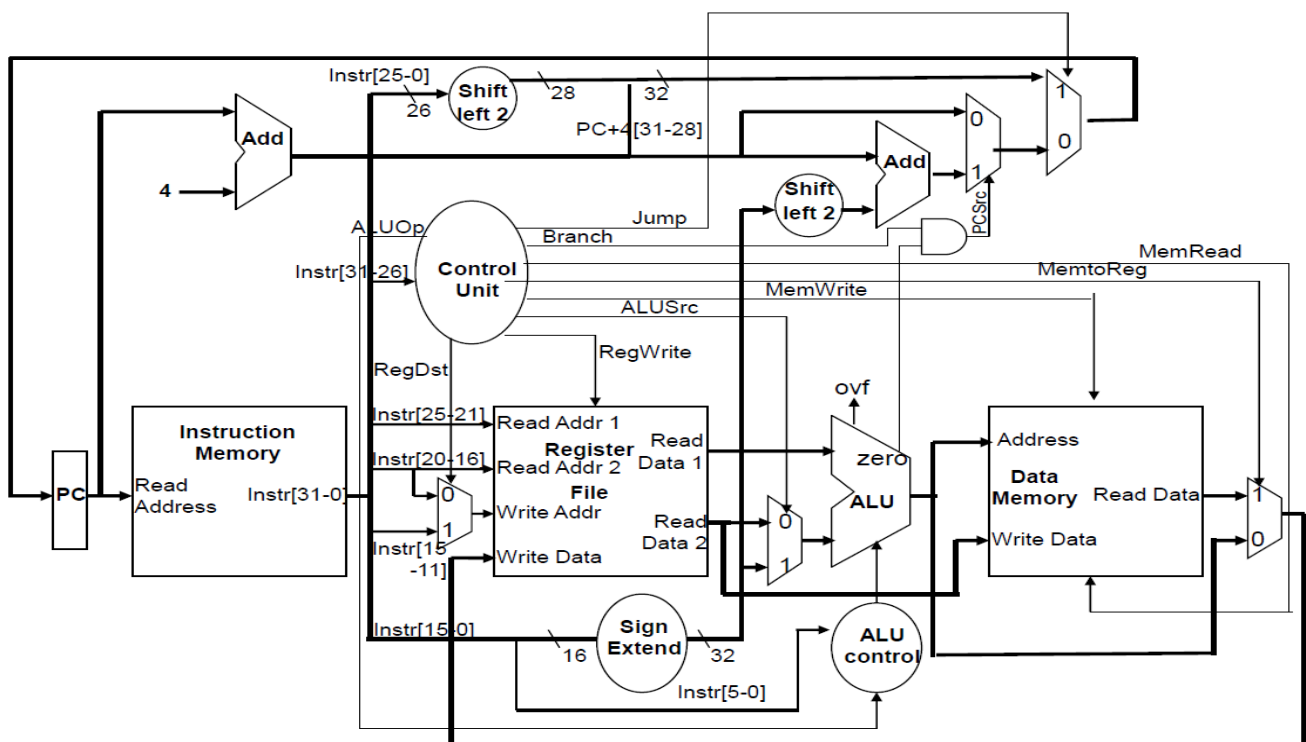 Instr[25-0]
Shift
left 2
26
28
32
1
0
PC+4[31-28]
Add
4
0
1
Add
Shift
left 2
PCSrc
ALUOp
Jump
Branch
Instr[31-26]
Control
Unit
MemRead
MemtoReg
MemWrite
ALUSrc
RegWrite
RegDst
ovf
Instruction
Memory
Read
Address
Instr[31-0]
PC
Instr[25-21]
Instr[20-16]
0
1
Instr[15
-11]
Read Addr 1
Register
Read Addr 2
File
Write Addr
Write Data
Read
Data 1
Read
Data 2
0
1
zero
ALU
Address
Data
Memory
Read Data
Write Data
1
0
Instr[15-0]
16
Sign
Extend
32
ALU
control
Instr[5-0]